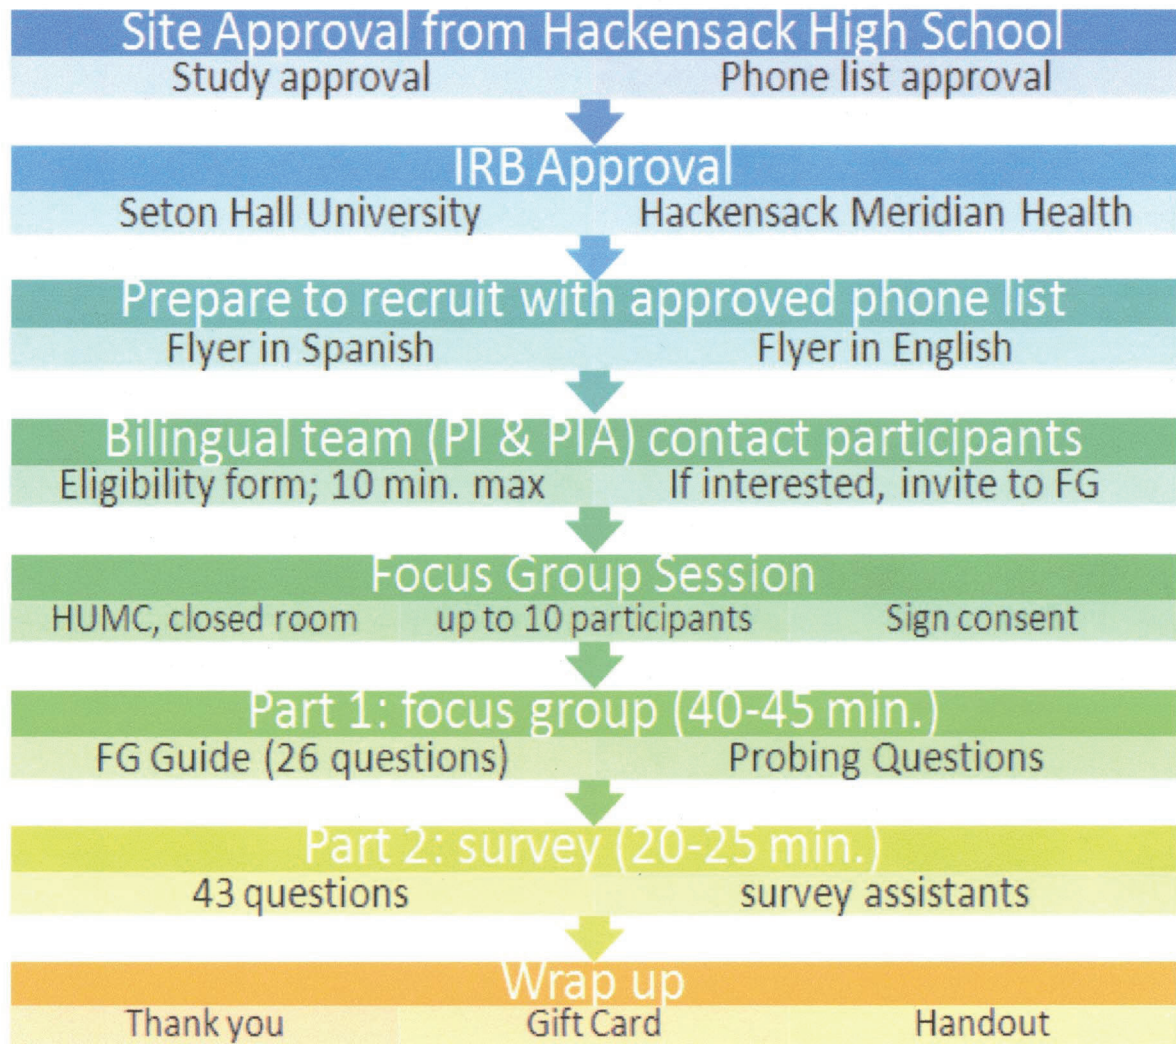 Site Approval from Hackensack High School
Study approval Phone list approval
IRB Approval
Seton Hall University Hackensack Meridian Health
Prepare to recruit with approved phone list
Flyer in Spanish Flyer in English
Bilingual team (PI & PIA) contact participants
Eligibility form; 10 min. max If interested, invite to FG
Focus Group Session
HUMC, closed room up to 10 participants Sign consent
Part 1: focus group (40-45 min.)
FG Guide (26 questions) Probing Questions
Part 2: survey (20-25 min.)
43 questions survey assistants
Wrap up
Thank you Gift Card Handout